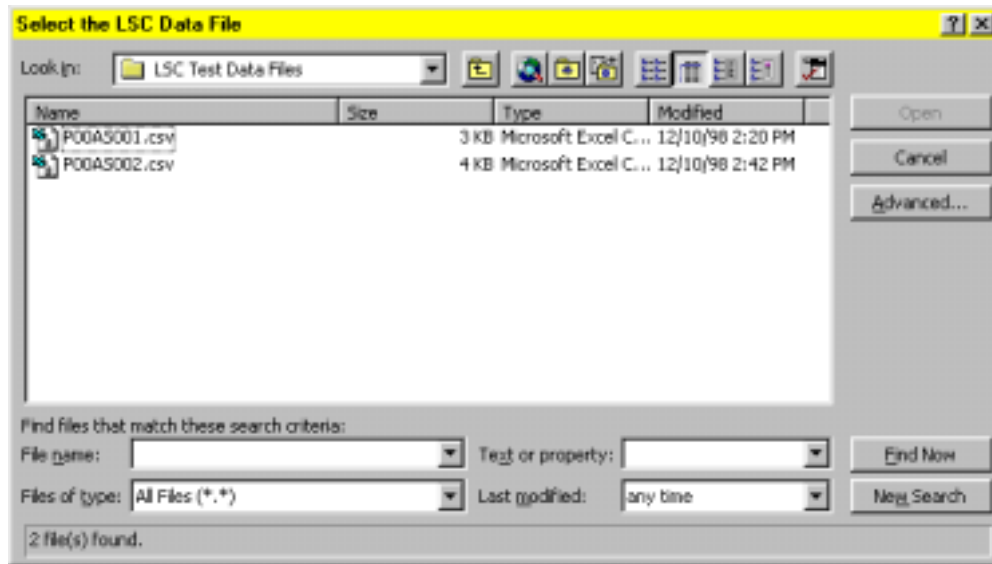 Select the LSC Data File
Look in: LSC Test Data Files
Name Size Type Modified
P00AS001.csv 3 KB Microsoft Excel C... 12/10/98 2:20 PM
P00AS002.csv 4 KB Microsoft Excel C... 12/10/98 2:42 PM
Open
Cancel
Advanced...
Find files that match these search criteria:
File name: Text or property: Find Now
Files of type: All Files (*.*) Last modified: any time New Search
2 file(s) found.